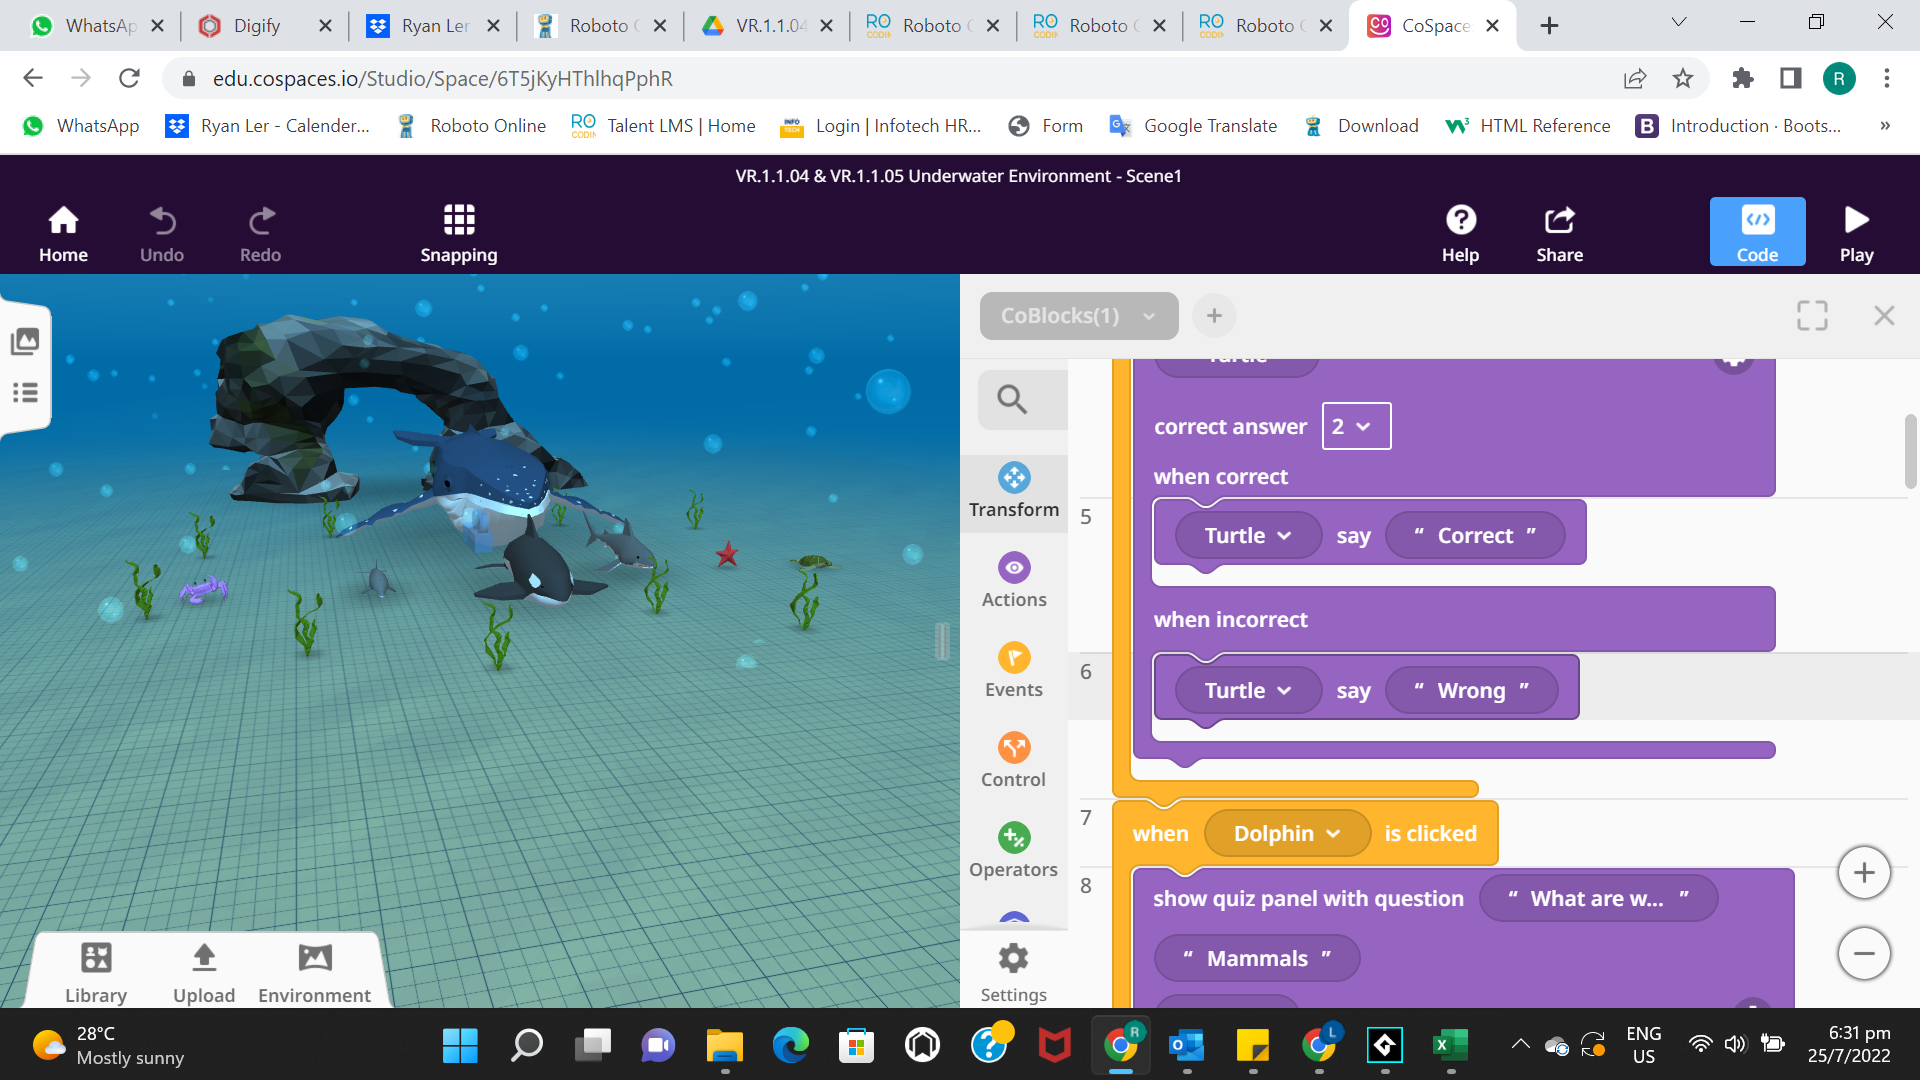 WhatsAp
Digify
Ryan Ler
Roboto
VR.1.1.04
Roboto
Roboto
Roboto
CoSpace
edu.cospaces.io/Studio/Space/6T5jKyHThlhqPphR
R
WhatsApp
Ryan Ler - Calender...
Roboto Online
Talent LMS | Home
Login | Infotech HR...
Form
Google Translate
Download
HTML Reference
Introduction · Boots...
»
VR.1.1.04 & VR.1.1.05 Underwater Environment - Scene1
Home
Undo
Redo
Snapping
Help
Share
Code
Play
CoBlocks(1)
Transform
Actions
Events
Control
Operators
Settings
correct answer 2
when correct
5
Turtle say “ Correct ”
when incorrect
6
Turtle say “ Wrong ”
7
when Dolphin is clicked
8
show quiz panel with question “ What are w... ”
“ Mammals ”
Library
Upload
Environment
28°C
Mostly sunny
ENG
US
6:31 pm
25/7/2022